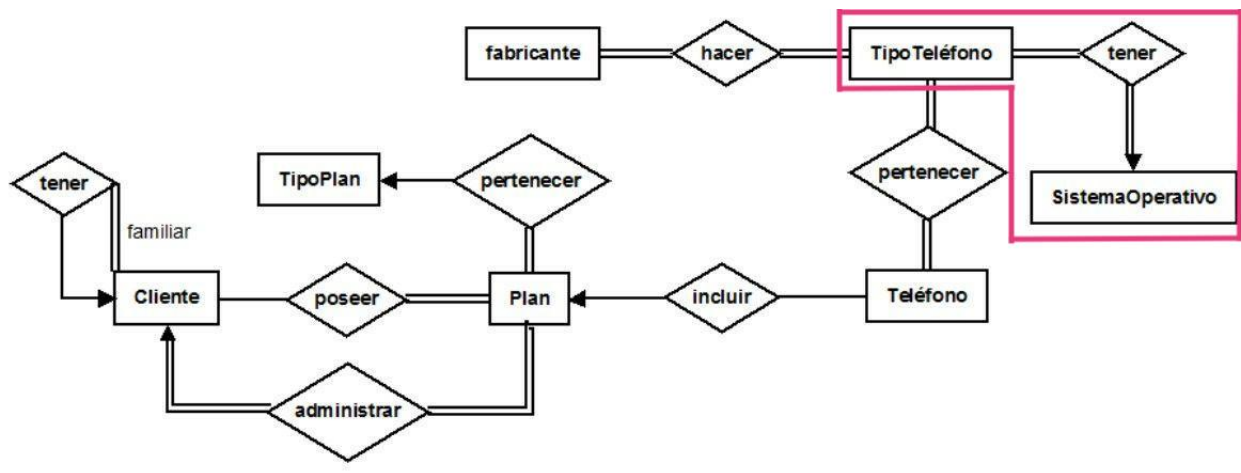 fabricante
hacer
TipoTeléfono
tener
tener
TipoPlan
pertenecer
pertenecer
SistemaOperativo
familiar
Cliente
poseer
Plan
incluir
Teléfono
administrar